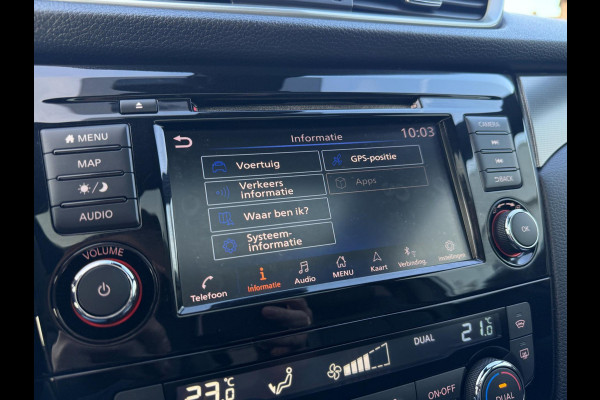 MENU
MAP
AUDIO
VOLUME
Informatie
10:03
Voertuig
GPS-positie
Verkeers
informatie
Apps
Waar ben ik?
Systeem-
informatie
Telefoon
Informatie
Audio
MENU
Kaart
Verbinding
Instellingen
CAMERA
BACK
OK
23.0°C
DUAL
21.0°C
ON·OFF
DUAL